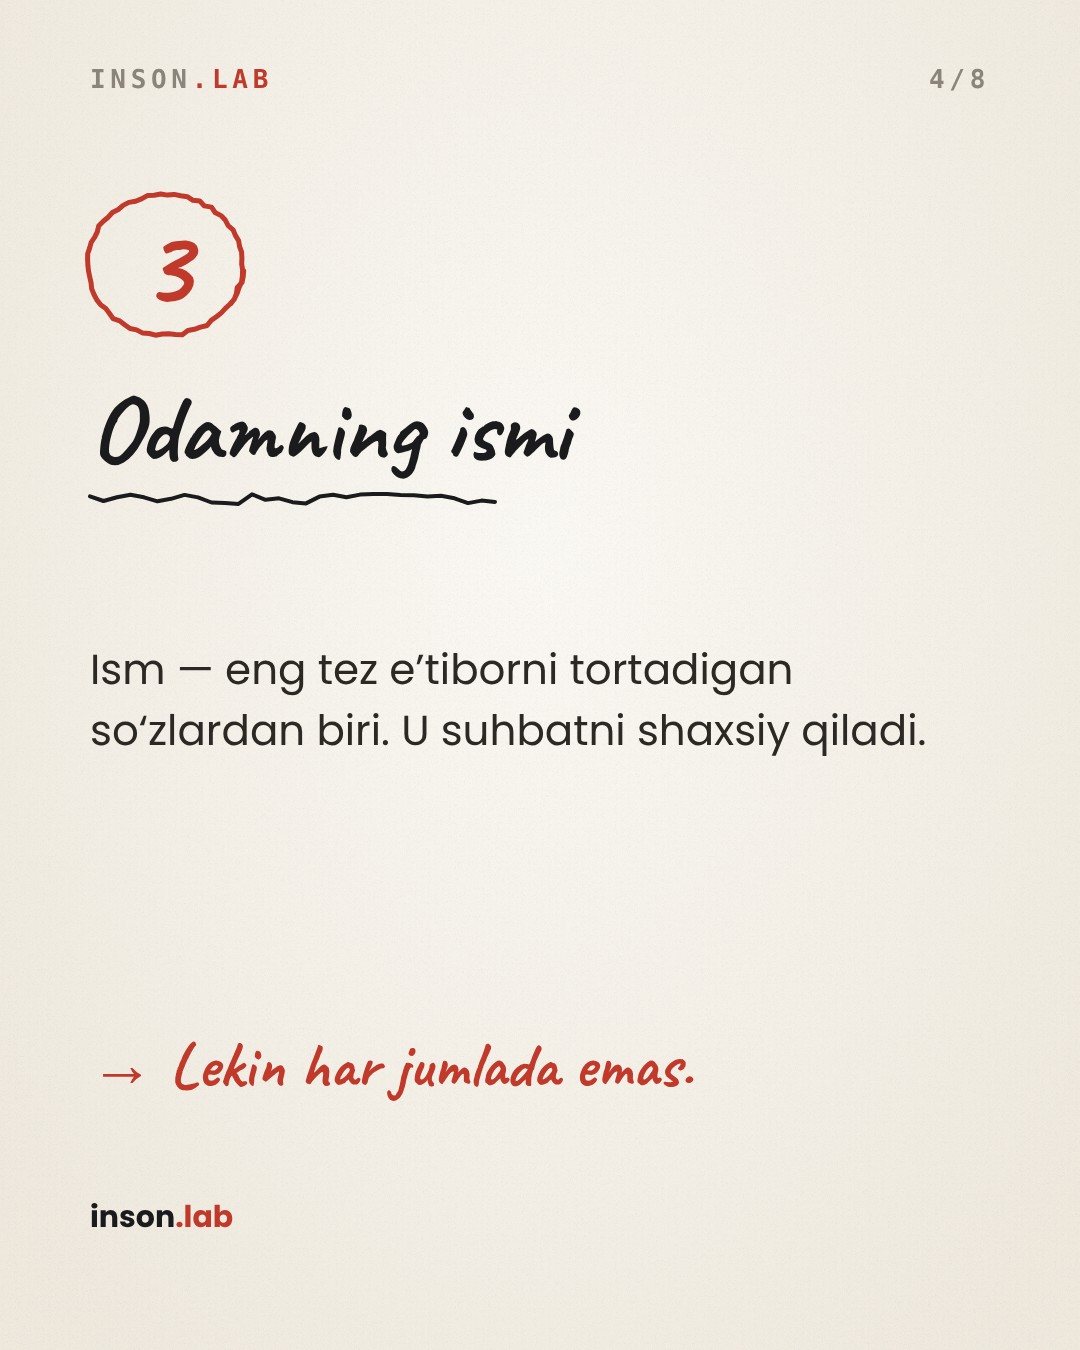 INSON.LAB
4/8
3
Odamning ismi
Ism — eng tez e’tiborni tortadigan
so‘zlardan biri. U suhbatni shaxsiy qiladi.
→ Lekin har jumlada emas.
inson.lab